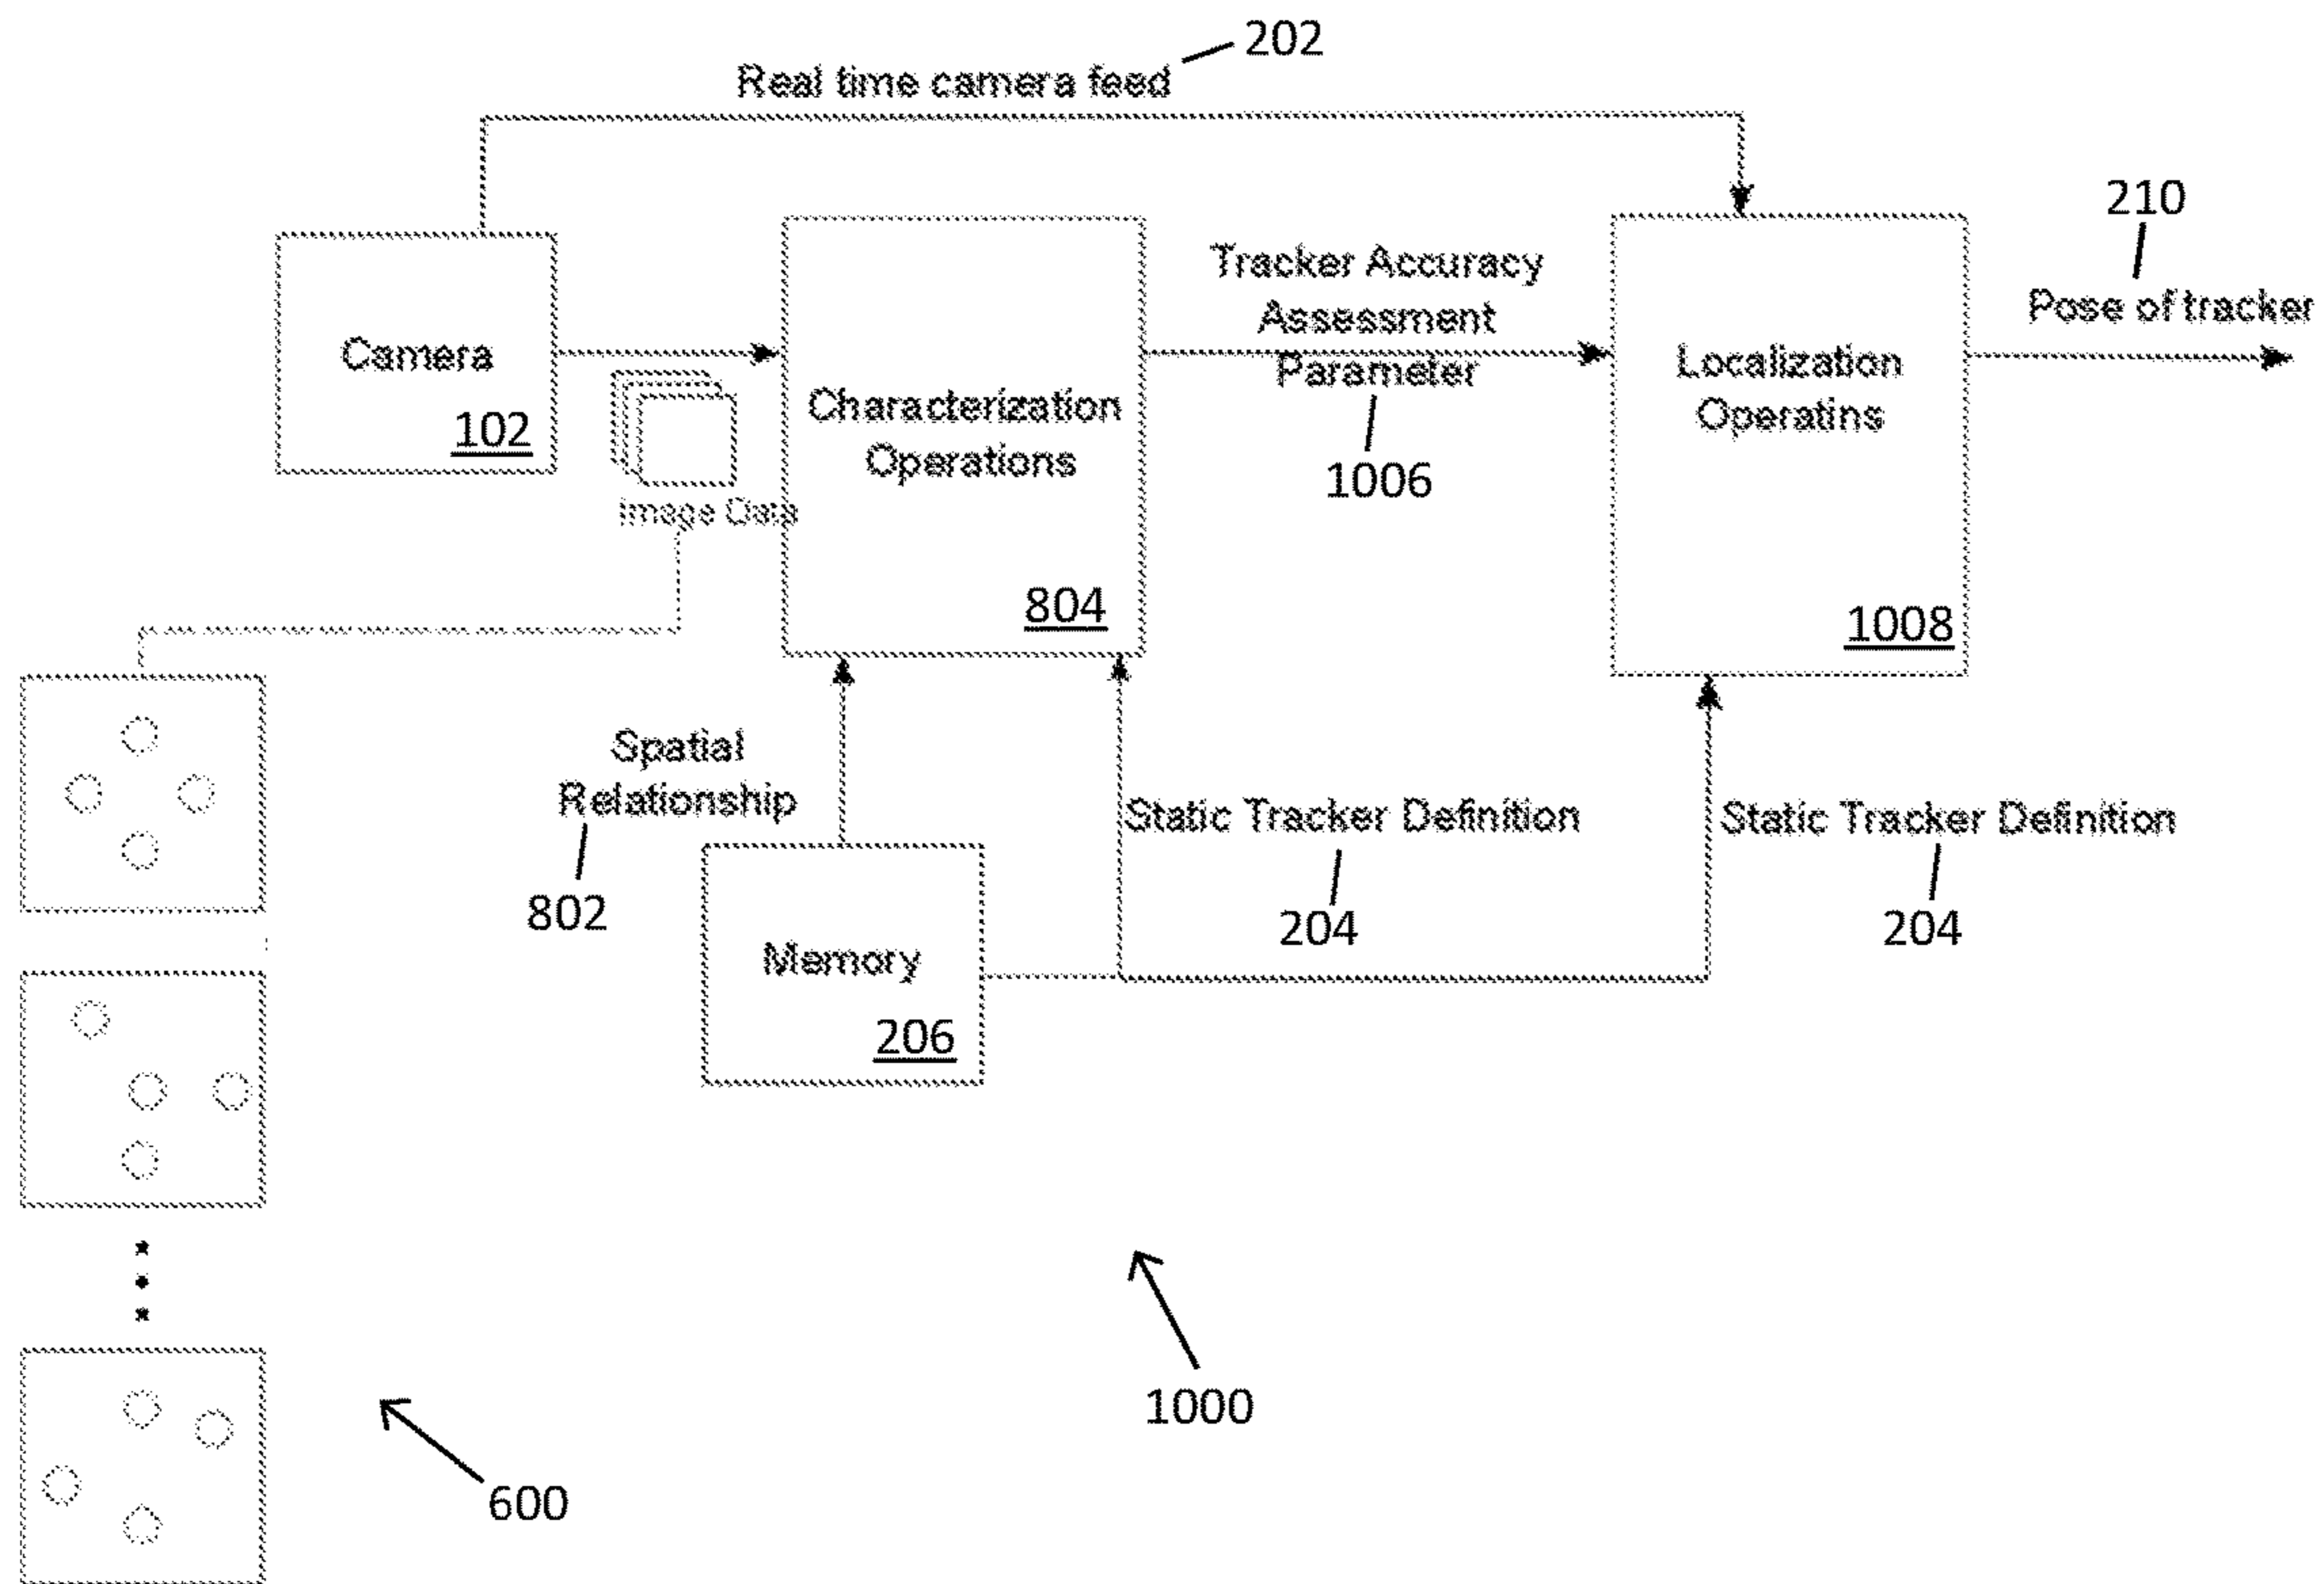 202
Real time camera feed
210
Pose of tracker
Camera
102
Image Data
Characterization
Operations
804
Tracker Accuracy
Assessment
Parameter
1006
Localization
Operatins
1008
Spatial
Relationship
802
Static Tracker Definition
204
Static Tracker Definition
204
Memory
206
1000
600